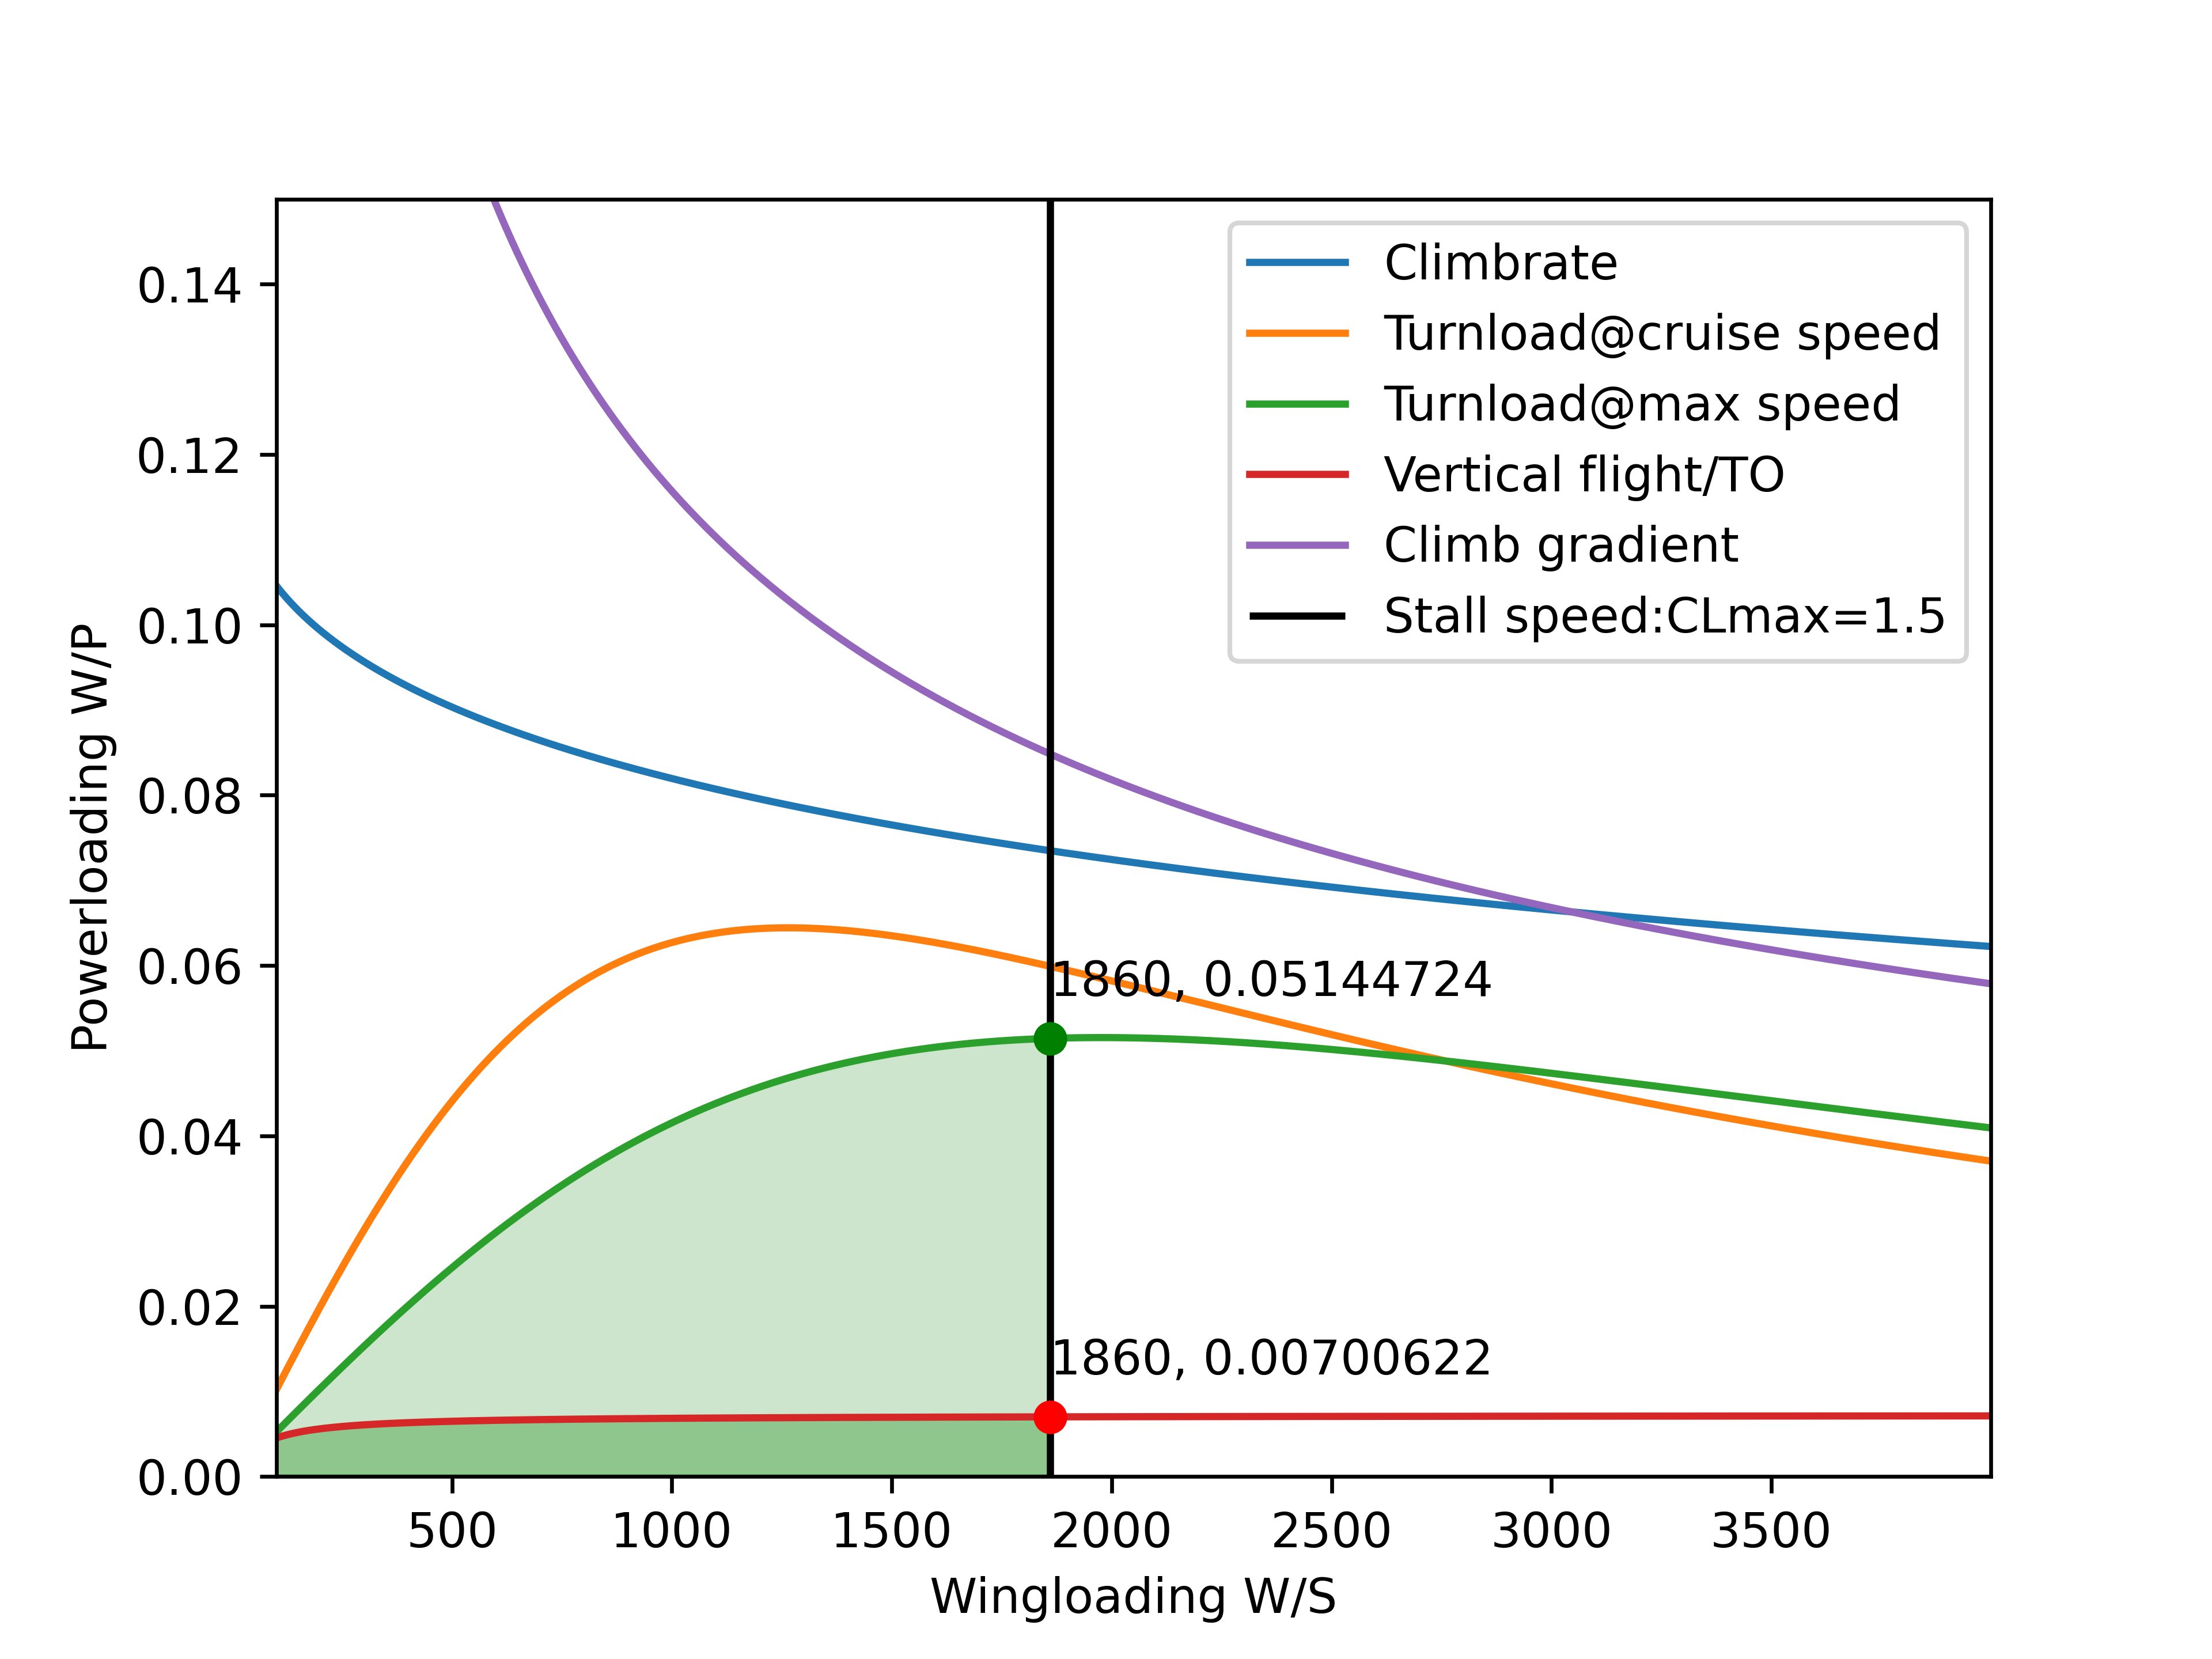 0.14
0.12
0.10
0.08
0.06
0.04
0.02
0.00
Powerloading W/P
Climbrate
Turnload@cruise speed
Turnload@max speed
Vertical flight/TO
Climb gradient
Stall speed:CLmax=1.5
1860, 0.05144724
1860, 0.00700622
500 1000 1500 2000 2500 3000 3500
Wingloading W/S